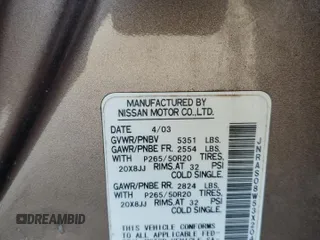 MANUFACTURED BY
NISSAN MOTOR CO.,LTD.
DATE 4/03
GVWR/PNBV 5351 LBS.
GAWR/PNBE FR. 2554 LBS.
WITH P265/50R20 TIRES,
20X8JJ RIMS,AT 32 PSI
COLD SINGLE.
GAWR/PNBE RR. 2824 LBS.
WITH P265/50R20 TIRES,
20X8JJ RIMS,AT 32 PSI
COLD SINGLE.
THIS VEHICLE CONFORMS TO
APPLICABLE FED
DREAMBID